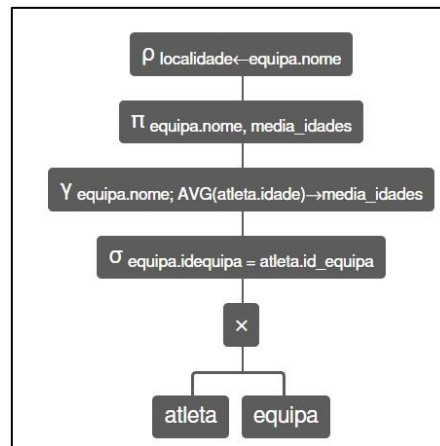 ρ localidade←equipa.nome
π equipa.nome, media_idades
γ equipa.nome; AVG(atleta.idade)→media_idades
σ equipa.idequipa = atleta.id_equipa
×
atleta equipa